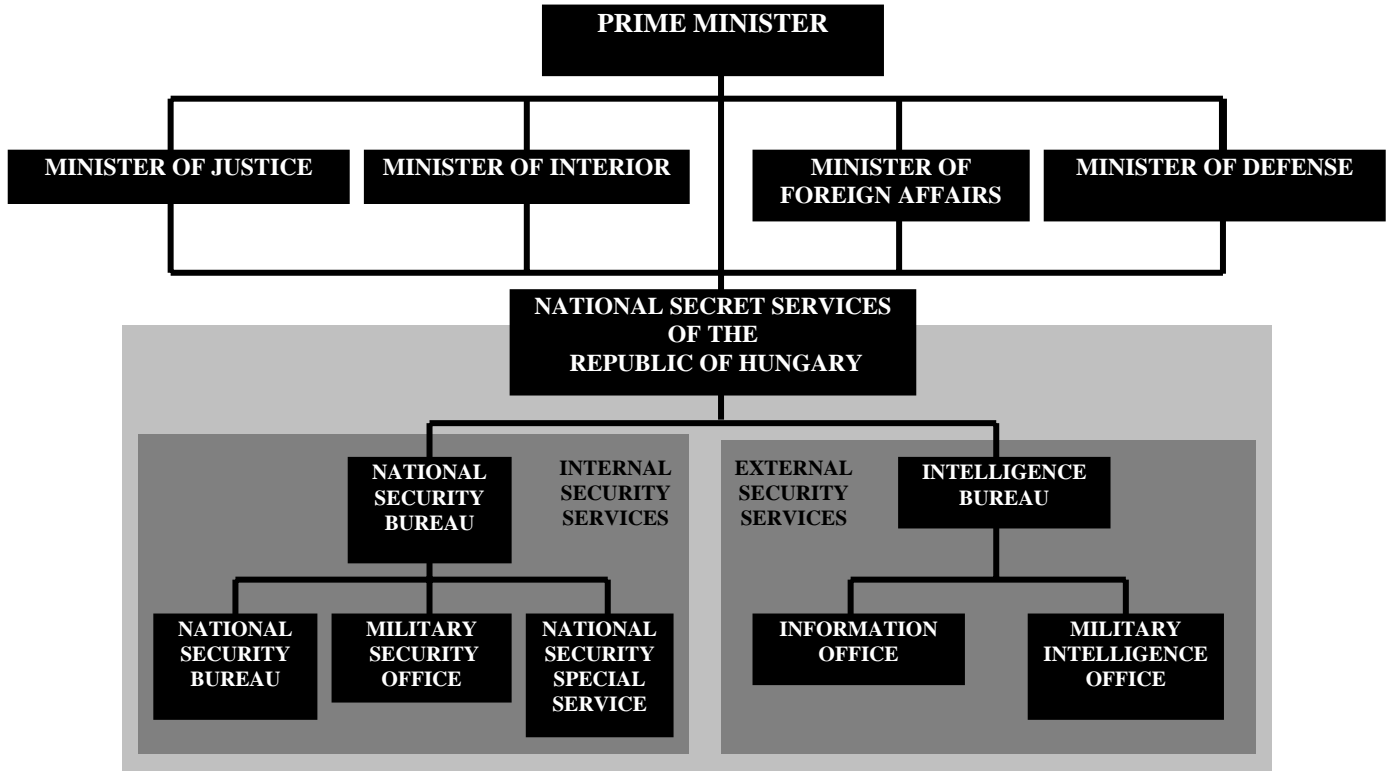 PRIME MINISTER
MINISTER OF JUSTICE
MINISTER OF INTERIOR
MINISTER OF
FOREIGN AFFAIRS
MINISTER OF DEFENSE
NATIONAL SECRET SERVICES
OF THE
REPUBLIC OF HUNGARY
NATIONAL
SECURITY
BUREAU
INTERNAL
SECURITY
SERVICES
EXTERNAL
SECURITY
SERVICES
INTELLIGENCE
BUREAU
NATIONAL
SECURITY
BUREAU
MILITARY
SECURITY
OFFICE
NATIONAL
SECURITY
SPECIAL
SERVICE
INFORMATION
OFFICE
MILITARY
INTELLIGENCE
OFFICE